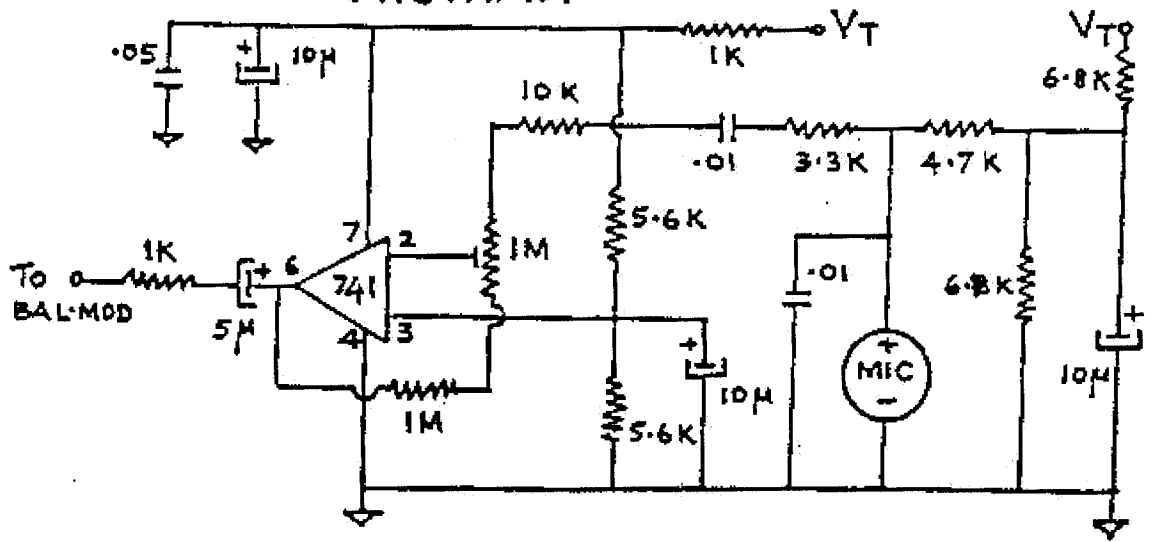 VT
VT
.05
+
10μ
1K
6.8K
10K
.01
3.3K
4.7K
5.6K
7
2
1M
TO
BAL.MOD
1K
+
6
741
.01
6.8K
5μ
4
3
+
+
MIC
-
+
10μ
10μ
1M
5.6K